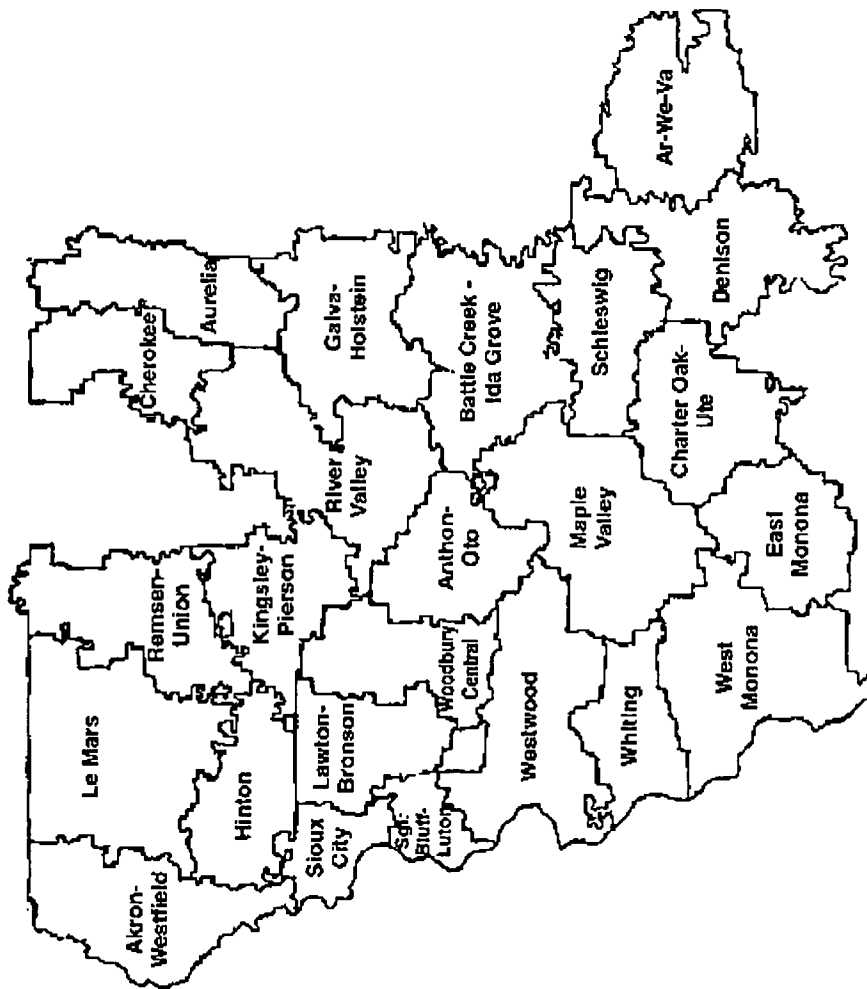 Akron-
Westfield
Le Mars
Remsen-
Union
Cherokee
Aurelia
Hinton
Kingsley-
Pierson
River
Valley
Galva-
Holstein
Sioux
City
Lawton-
Bronson
Sgt.
Bluff-
Luton
Woodbury
Central
Anthon-
Oto
Battle Creek -
Ida Grove
Westwood
Maple
Valley
Schleswig
Ar-We-Va
Whiting
Charter Oak-
Ute
Denison
West
Monona
East
Monona